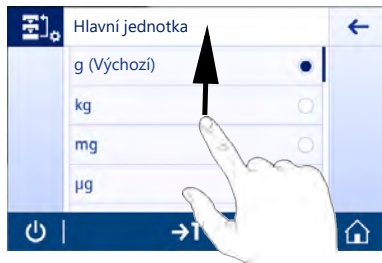 Hlavní jednotka
g (Výchozí)
kg
mg
µg
→T